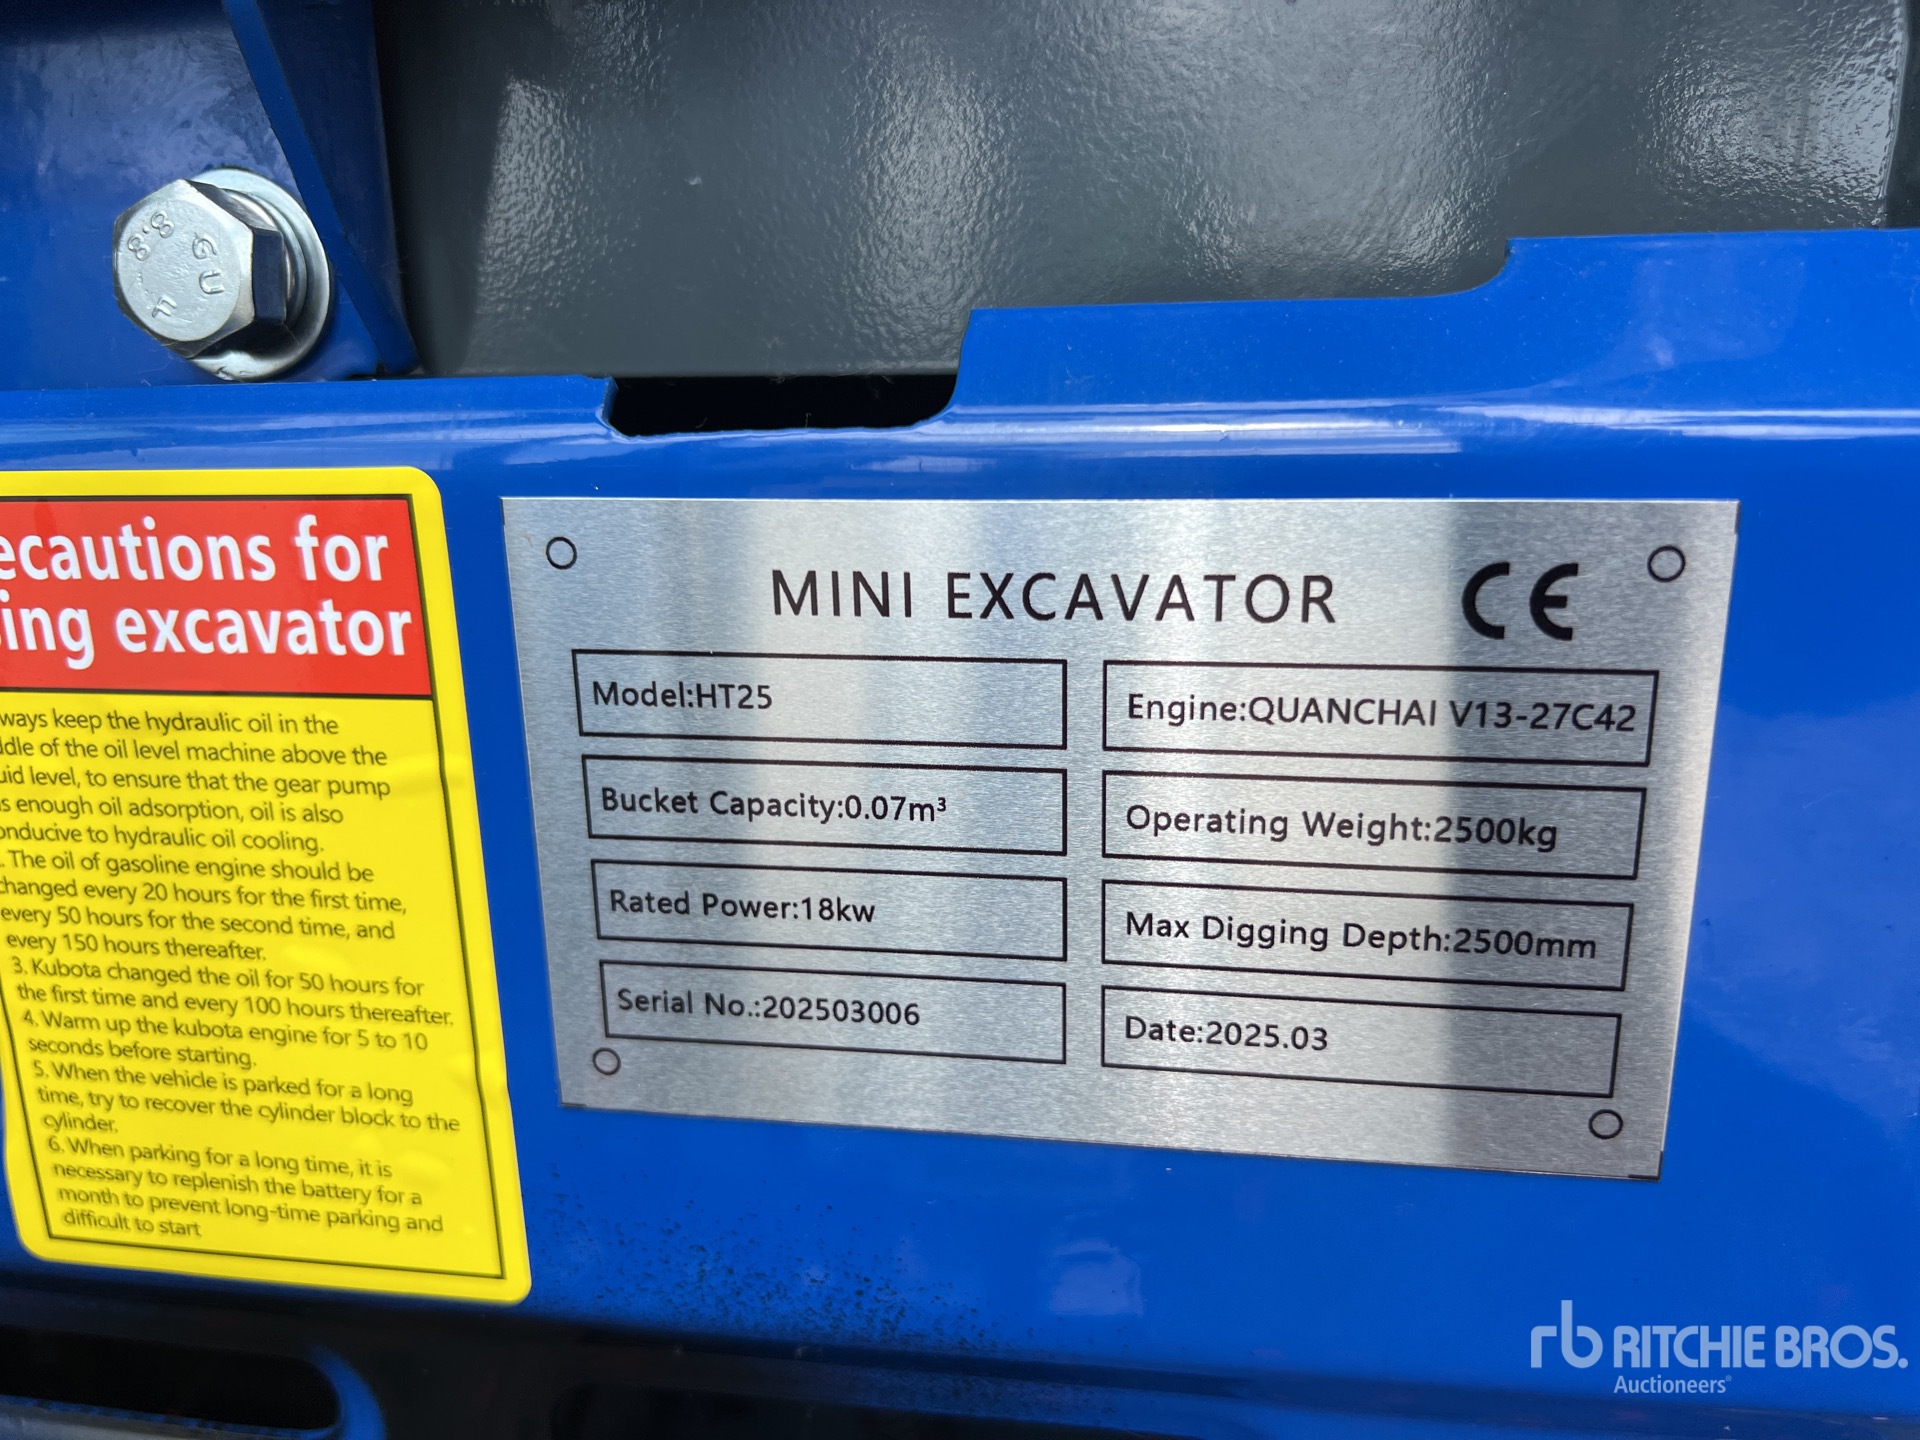 8.8
GU
ecautions for
ing excavator
ways keep the hydraulic oil in the
ddle of the oil level machine above the
uid level, to ensure that the gear pump
s enough oil adsorption, oil is also
onducive to hydraulic oil cooling.
. The oil of gasoline engine should be
hanged every 20 hours for the first time,
every 50 hours for the second time, and
every 150 hours thereafter.
3. Kubota changed the oil for 50 hours for
the first time and every 100 hours thereafter.
4. Warm up the kubota engine for 5 to 10
seconds before starting.
5. When the vehicle is parked for a long
time, try to recover the cylinder block to the
cylinder.
6. When parking for a long time, it is
necessary to replenish the battery for a
month to prevent long-time parking and
difficult to start
MINI EXCAVATOR CE
Model:HT25
Engine:QUANCHAI V13-27C42
Bucket Capacity:0.07m³
Operating Weight:2500kg
Rated Power:18kw
Max Digging Depth:2500mm
Serial No.:202503006
Date:2025.03
rb RITCHIE BROS.
Auctioneers